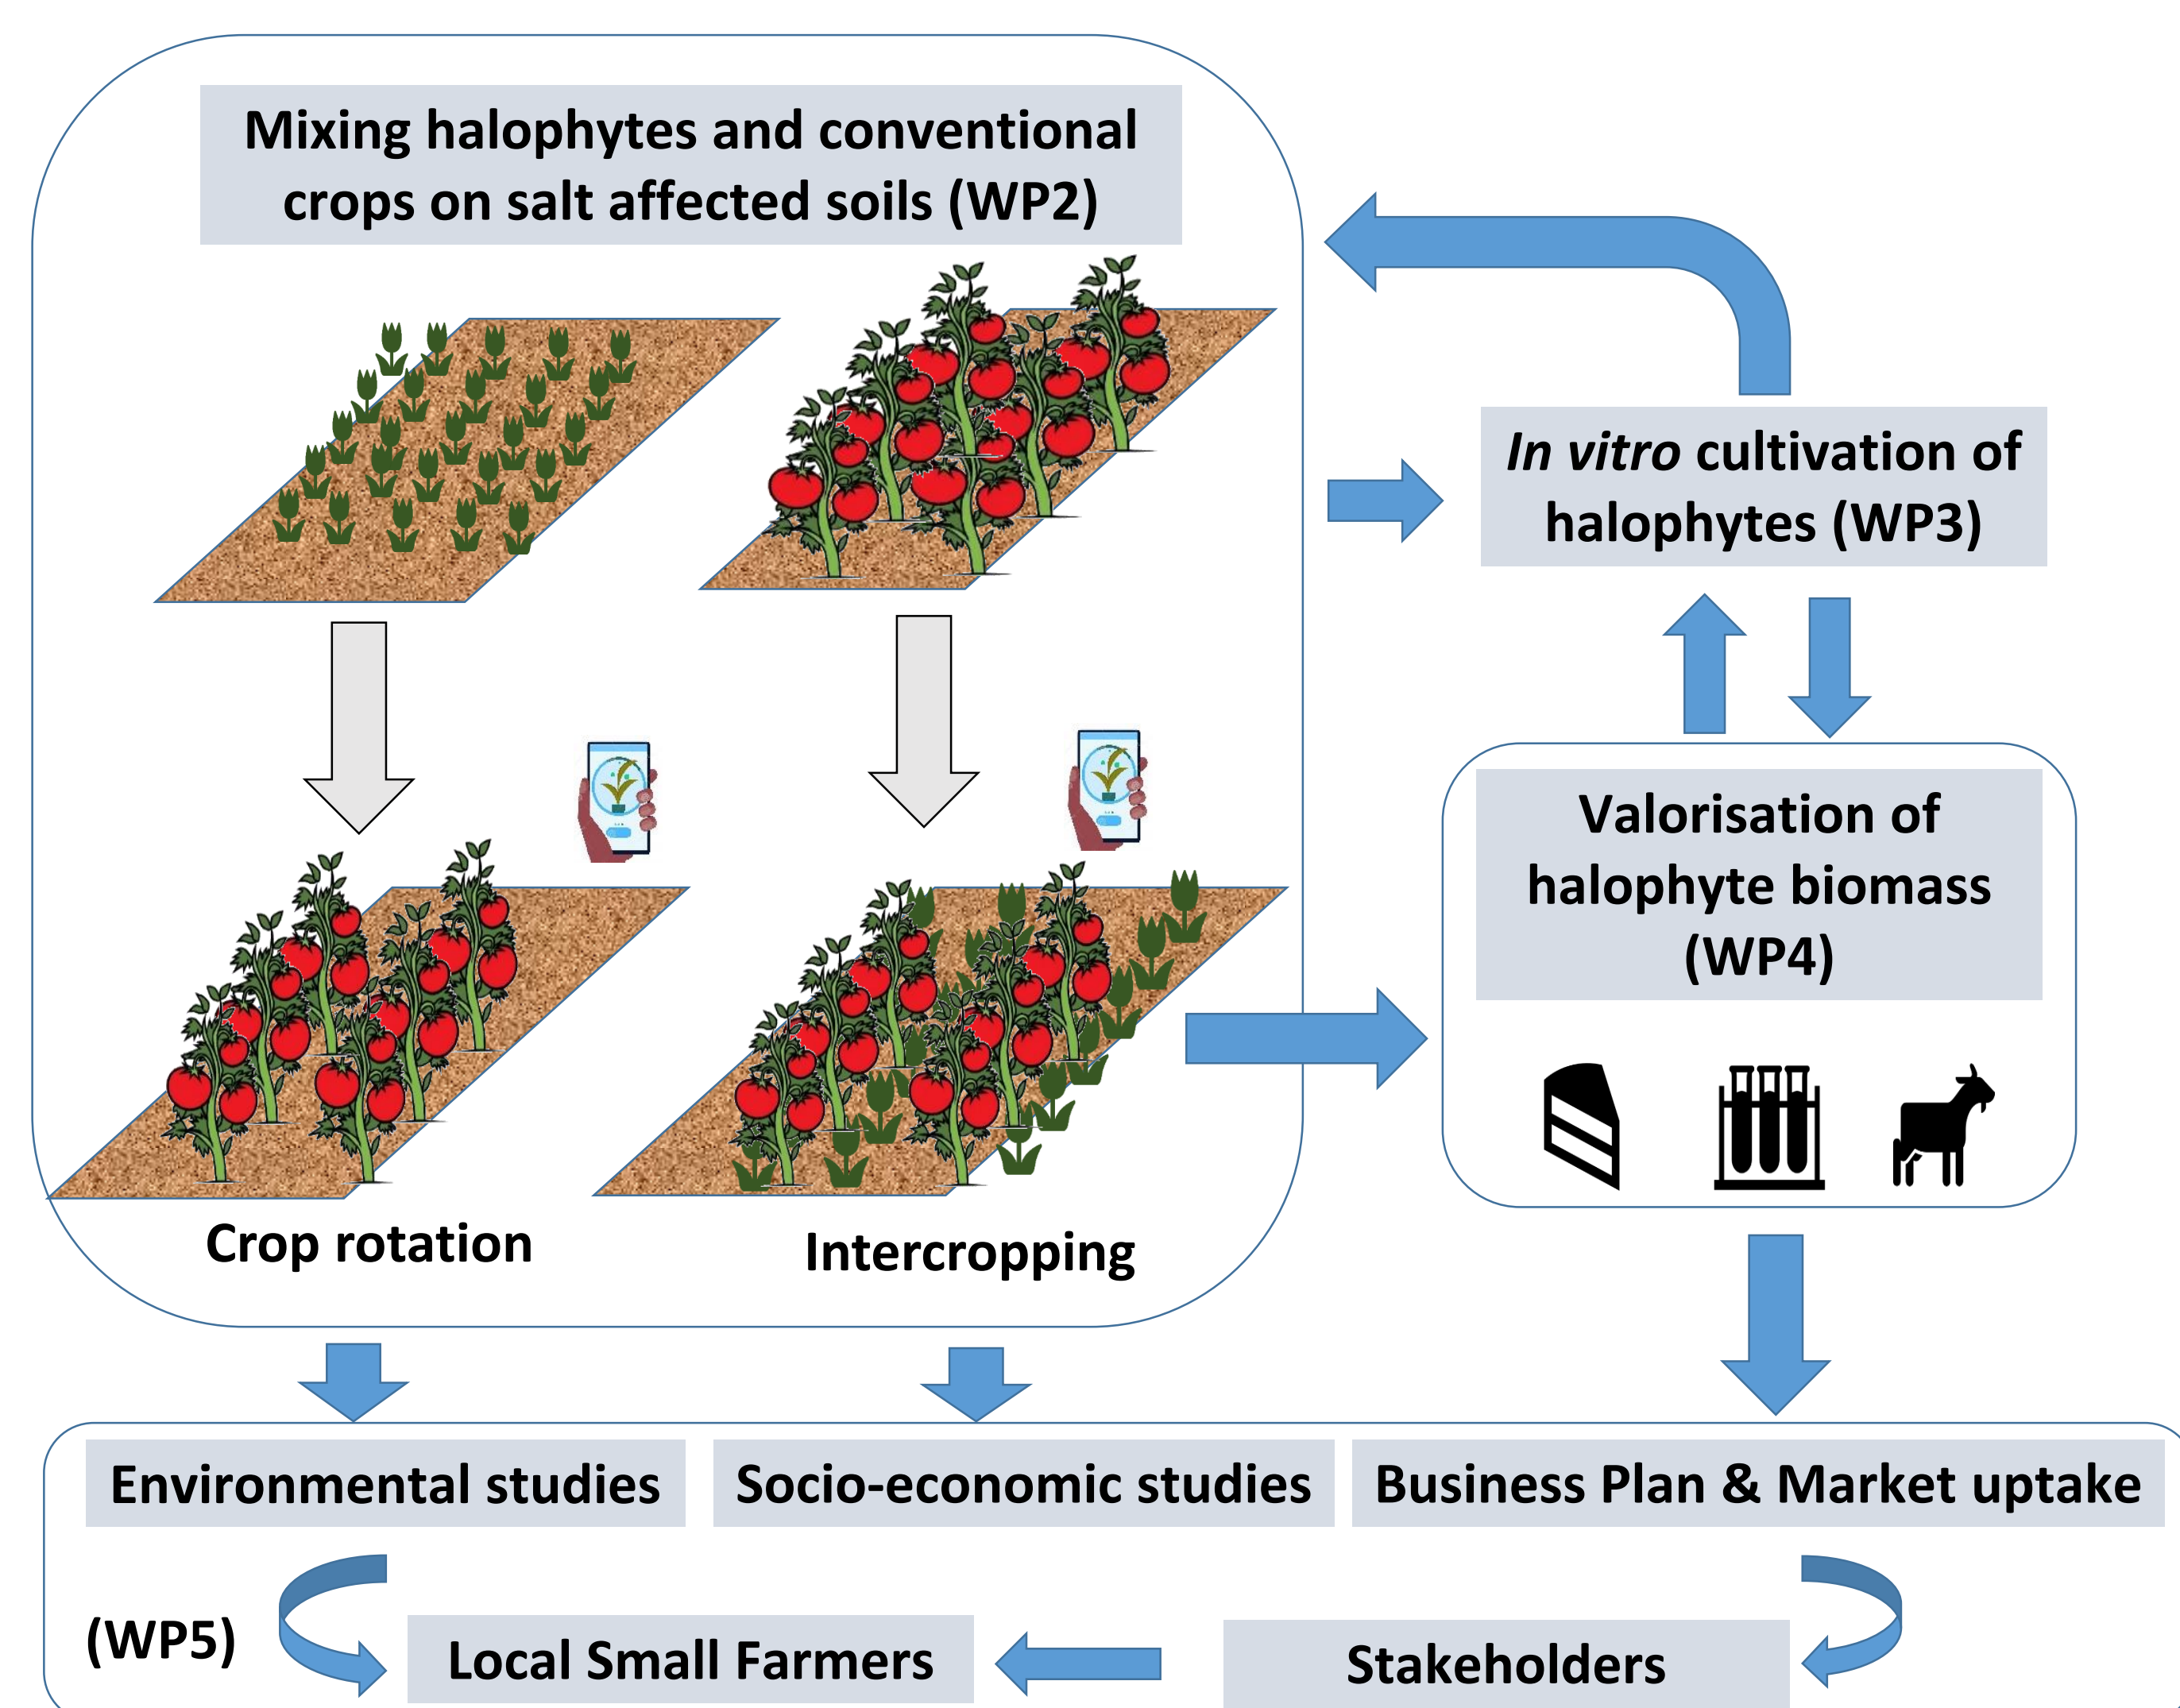 Mixing halophytes and conventional
crops on salt affected soils (WP2)
In vitro cultivation of
halophytes (WP3)
Valorisation of
halophyte biomass
(WP4)
Crop rotation
Intercropping
Environmental studies
Socio-economic studies
Business Plan & Market uptake
(WP5)
Local Small Farmers
Stakeholders